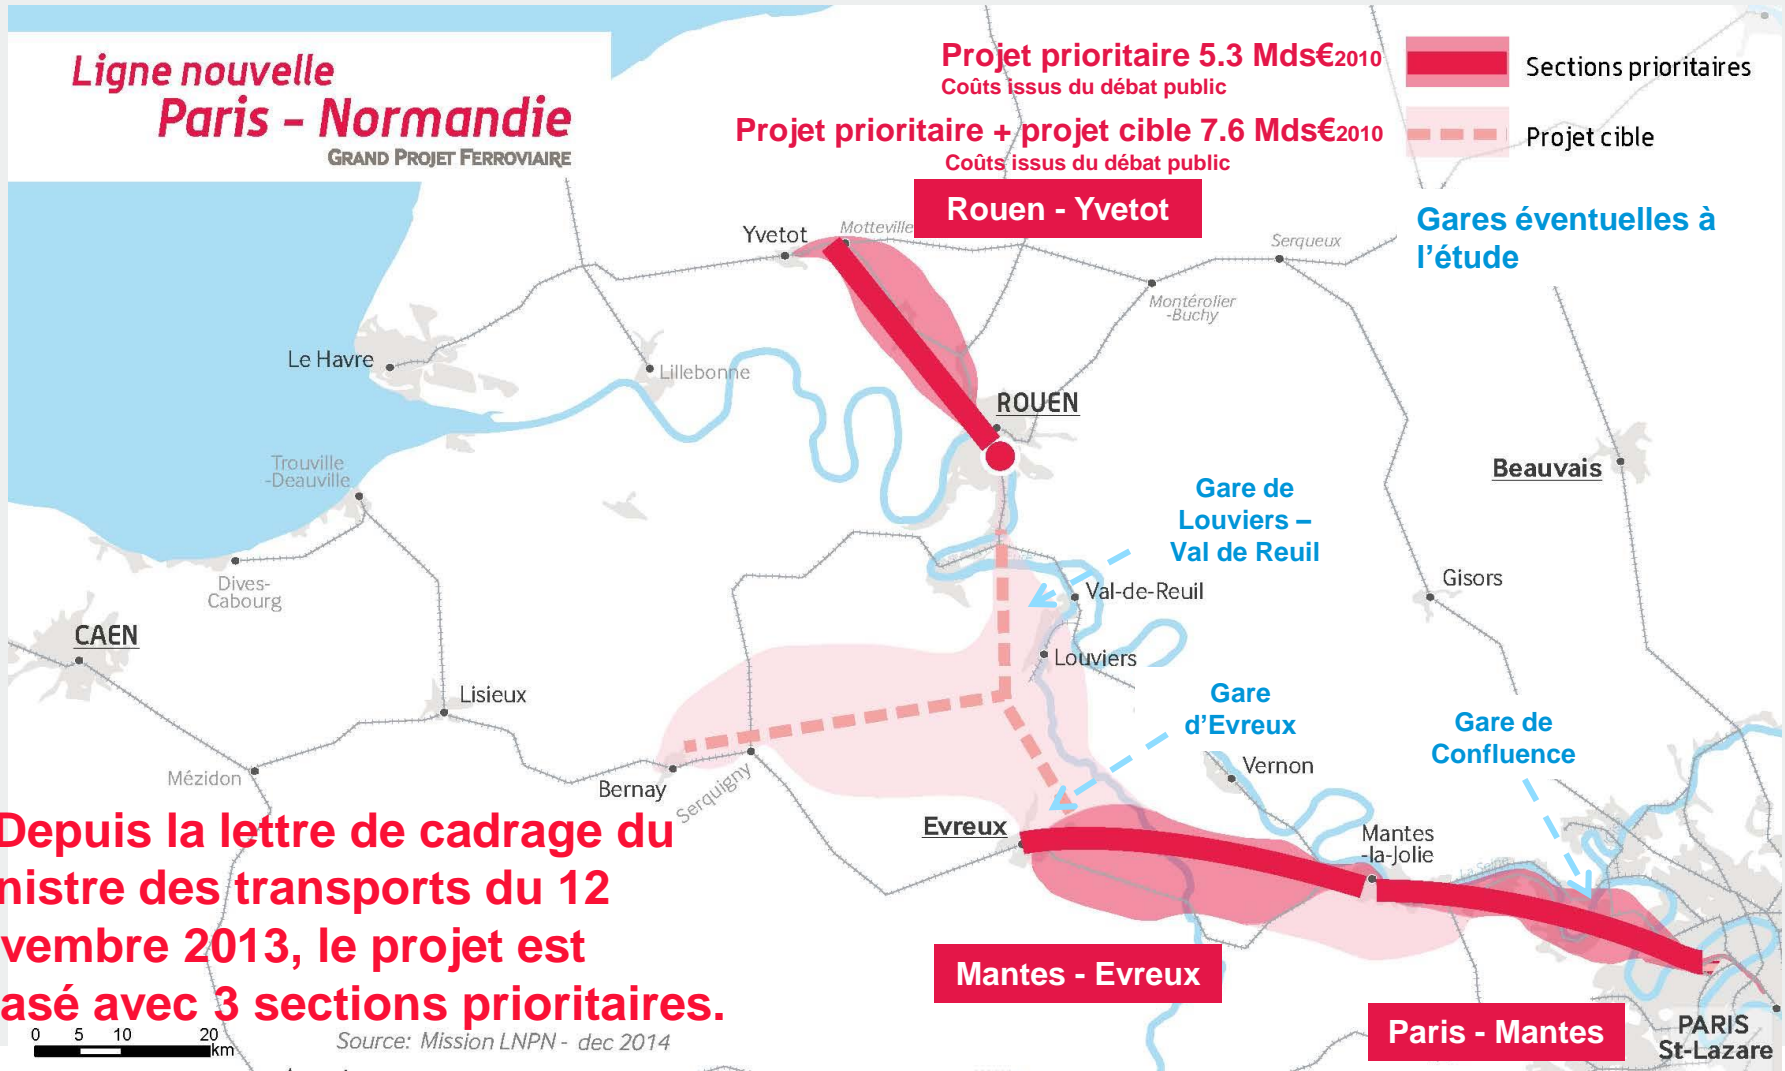 Ligne nouvelle
Paris - Normandie
GRAND PROJET FERROVIAIRE
Projet prioritaire 5.3 Mds€2010
Coûts issus du débat public
Projet prioritaire + projet cible 7.6 Mds€2010
Coûts issus du débat public
Sections prioritaires
Projet cible
Gares éventuelles à
l'étude
Rouen - Yvetot
Yvetot
Motteville
Serqueux
Montérolier
-Buchy
Le Havre
Lillebonne
ROUEN
Beauvais
Trouville
-Deauville
Gare de
Louviers –
Val de Reuil
Dives-
Cabourg
Val-de-Reuil
Gisors
CAEN
Louviers
Lisieux
Gare
d'Evreux
Gare de
Confluence
Mézidon
Bernay
Serquigny
Vernon
Evreux
Mantes
-la-Jolie
Depuis la lettre de cadrage du
nistre des transports du 12
vembre 2013, le projet est
asé avec 3 sections prioritaires.
Mantes - Evreux
Paris - Mantes
PARIS
St-Lazare
0 5 10 20
km
Source: Mission LNPN - dec 2014